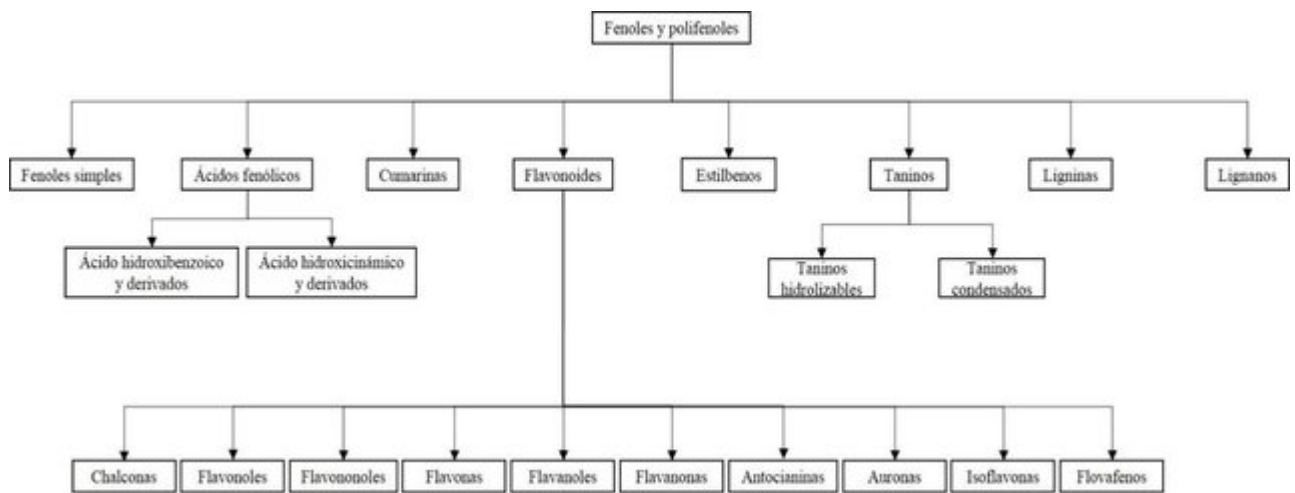 Fenoles y polifenoles
Fenoles simples
Ácidos fenólicos
Cumarinas
Flavonoides
Estilbenos
Taninos
Ligninas
Lignanos
Ácido hidroxibenzoico
y derivados
Ácido hidroxicinámico
y derivados
Taninos
hidrolizables
Taninos
condensados
Chalconas
Flavonoles
Flavononoles
Flavonas
Flavanoles
Flavanonas
Antocianinas
Auronas
Isoflavonas
Flovafenos